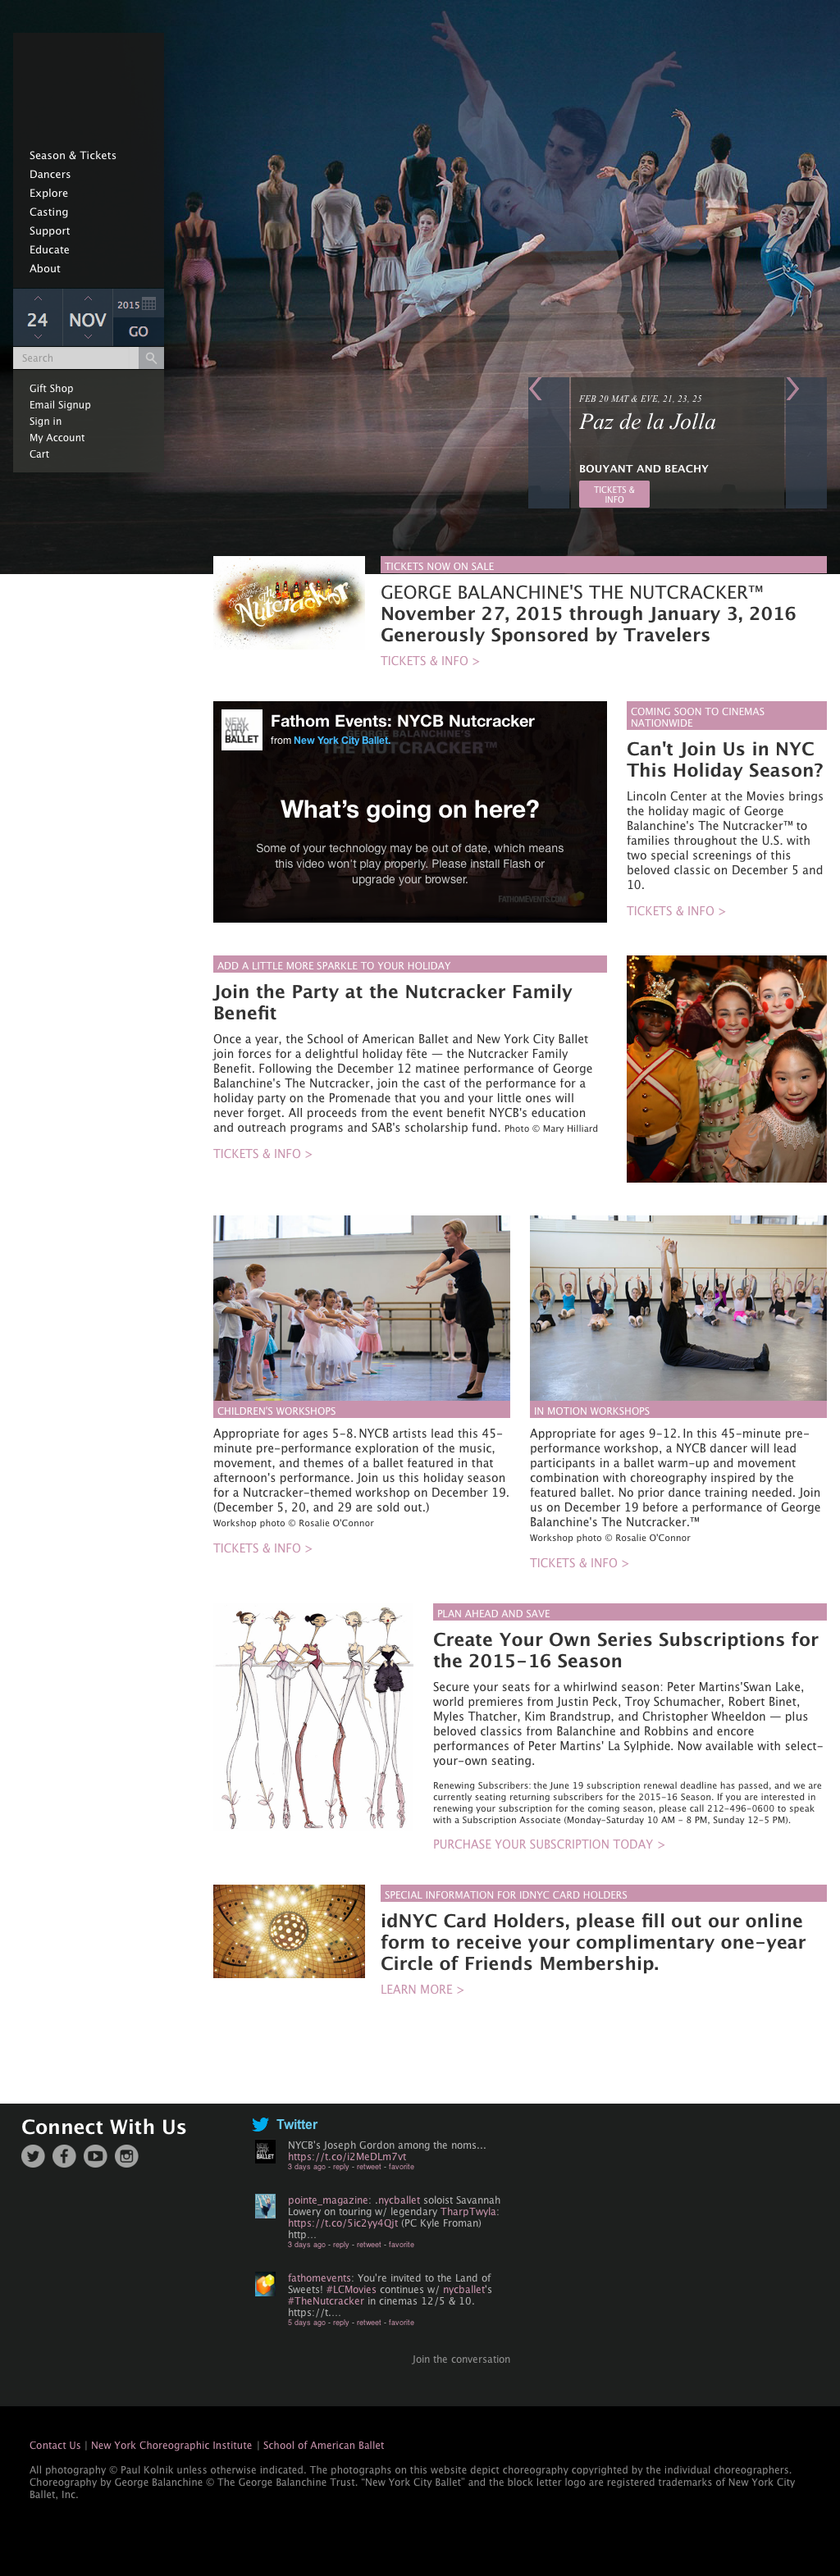 Season & Tickets
Dancers
Explore
Casting
Support
Educate
About
24
NOV
2015
GO
Search
Gift Shop
Email Signup
Sign in
My Account
Cart
FEB 20 MAT & EVE, 21, 23, 25
Paz de la Jolla
BOUYANT AND BEACHY
TICKETS &
INFO
The
Nutcracker
TICKETS NOW ON SALE
GEORGE BALANCHINE'S THE NUTCRACKER™
November 27, 2015 through January 3, 2016
Generously Sponsored by Travelers
TICKETS & INFO >
NEW
YORK
CITY
BALLET
Fathom Events: NYCB Nutcracker
from New York City Ballet.
GEORGE BALANCHINE'S
THE NUTCRACKER™
What's going on here?
Some of your technology may be out of date, which means
this video won't play properly. Please install Flash or
upgrade your browser.
FATHOMEVENTS.COM
COMING SOON TO CINEMAS
NATIONWIDE
Can't Join Us in NYC
This Holiday Season?
Lincoln Center at the Movies brings
the holiday magic of George
Balanchine's The Nutcracker™ to
families throughout the U.S. with
two special screenings of this
beloved classic on December 5 and
10.
TICKETS & INFO >
ADD A LITTLE MORE SPARKLE TO YOUR HOLIDAY
Join the Party at the Nutcracker Family
Benefit
Once a year, the School of American Ballet and New York City Ballet
join forces for a delightful holiday fête — the Nutcracker Family
Benefit. Following the December 12 matinee performance of George
Balanchine's The Nutcracker, join the cast of the performance for a
holiday party on the Promenade that you and your little ones will
never forget. All proceeds from the event benefit NYCB's education
and outreach programs and SAB's scholarship fund. Photo © Mary Hilliard
TICKETS & INFO >
CHILDREN'S WORKSHOPS
Appropriate for ages 5-8. NYCB artists lead this 45-
minute pre-performance exploration of the music,
movement, and themes of a ballet featured in that
afternoon's performance. Join us this holiday season
for a Nutcracker-themed workshop on December 19.
(December 5, 20, and 29 are sold out.)
Workshop photo © Rosalie O'Connor
TICKETS & INFO >
IN MOTION WORKSHOPS
Appropriate for ages 9-12. In this 45-minute pre-
performance workshop, a NYCB dancer will lead
participants in a ballet warm-up and movement
combination with choreography inspired by the
featured ballet. No prior dance training needed. Join
us on December 19 before a performance of George
Balanchine's The Nutcracker.™
Workshop photo © Rosalie O'Connor
TICKETS & INFO >
PLAN AHEAD AND SAVE
Create Your Own Series Subscriptions for
the 2015-16 Season
Secure your seats for a whirlwind season: Peter Martins'Swan Lake,
world premieres from Justin Peck, Troy Schumacher, Robert Binet,
Myles Thatcher, Kim Brandstrup, and Christopher Wheeldon — plus
beloved classics from Balanchine and Robbins and encore
performances of Peter Martins' La Sylphide. Now available with select-
your-own seating.
Renewing Subscribers: the June 19 subscription renewal deadline has passed, and we are
currently seating returning subscribers for the 2015-16 Season. If you are interested in
renewing your subscription for the coming season, please call 212-496-0600 to speak
with a Subscription Associate (Monday-Saturday 10 AM - 8 PM, Sunday 12-5 PM).
PURCHASE YOUR SUBSCRIPTION TODAY >
SPECIAL INFORMATION FOR IDNYC CARD HOLDERS
idNYC Card Holders, please fill out our online
form to receive your complimentary one-year
Circle of Friends Membership.
LEARN MORE >
Connect With Us
Twitter
NYCB's Joseph Gordon among the noms...
https://t.co/i2MeDLm7vt
3 days ago - reply - retweet - favorite
pointe_magazine: .nycballet soloist Savannah
Lowery on touring w/ legendary TharpTwyla:
https://t.co/5ic2yy4Qjt (PC Kyle Froman)
http...
3 days ago - reply - retweet - favorite
fathomevents: You're invited to the Land of
Sweets! #LCMovies continues w/ nycballet's
#TheNutcracker in cinemas 12/5 & 10.
https://t....
5 days ago - reply - retweet - favorite
Join the conversation
Contact Us | New York Choreographic Institute | School of American Ballet
All photography © Paul Kolnik unless otherwise indicated. The photographs on this website depict choreography copyrighted by the individual choreographers.
Choreography by George Balanchine © The George Balanchine Trust. "New York City Ballet" and the block letter logo are registered trademarks of New York City
Ballet, Inc.